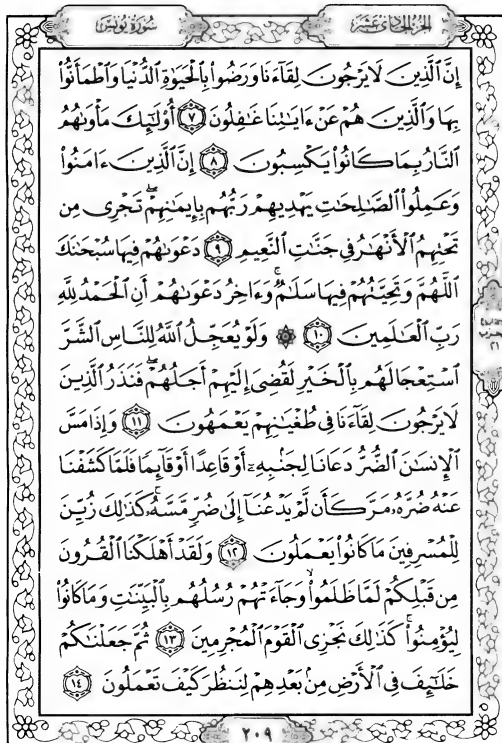 الجزء الحادي عشر
سورة يونس
إِنَّ ٱلَّذِينَ لَا يَرْجُونَ لِقَآءَنَا وَرَضُوا۟ بِٱلْحَيَوٰةِ ٱلدُّنْيَا وَٱطْمَأَنُّوا۟
بِهَا وَٱلَّذِينَ هُمْ عَنْ ءَايَـٰتِنَا غَـٰفِلُونَ ٧ أُو۟لَـٰٓئِكَ مَأْوَىٰهُمُ
ٱلنَّارُ بِمَا كَانُوا۟ يَكْسِبُونَ ٨ إِنَّ ٱلَّذِينَ ءَامَنُوا۟
وَعَمِلُوا۟ ٱلصَّـٰلِحَـٰتِ يَهْدِيهِمْ رَبُّهُم بِإِيمَـٰنِهِمْ ۖ تَجْرِى مِن
تَحْتِهِمُ ٱلْأَنْهَـٰرُ فِى جَنَّـٰتِ ٱلنَّعِيمِ ٩ دَعْوَىٰهُمْ فِيهَا سُبْحَـٰنَكَ
ٱللَّهُمَّ وَتَحِيَّتُهُمْ فِيهَا سَلَـٰمٌ ۚ وَءَاخِرُ دَعْوَىٰهُمْ أَنِ ٱلْحَمْدُ لِلَّهِ
رَبِّ ٱلْعَـٰلَمِينَ ١٠ ۞ وَلَوْ يُعَجِّلُ ٱللَّهُ لِلنَّاسِ ٱلشَّرَّ
ٱسْتِعْجَالَهُم بِٱلْخَيْرِ لَقُضِىَ إِلَيْهِمْ أَجَلُهُمْ ۖ فَنَذَرُ ٱلَّذِينَ
لَا يَرْجُونَ لِقَآءَنَا فِى طُغْيَـٰنِهِمْ يَعْمَهُونَ ١١ وَإِذَا مَسَّ
ٱلْإِنسَـٰنَ ٱلضُّرُّ دَعَانَا لِجَنۢبِهِۦٓ أَوْ قَاعِدًا أَوْ قَآئِمًا فَلَمَّا كَشَفْنَا
عَنْهُ ضُرَّهُۥ مَرَّ كَأَن لَّمْ يَدْعُنَآ إِلَىٰ ضُرٍّ مَّسَّهُۥ ۚ كَذَٰلِكَ زُيِّنَ
لِلْمُسْرِفِينَ مَا كَانُوا۟ يَعْمَلُونَ ١٢ وَلَقَدْ أَهْلَكْنَا ٱلْقُرُونَ
مِن قَبْلِكُمْ لَمَّا ظَلَمُوا۟ ۙ وَجَآءَتْهُمْ رُسُلُهُم بِٱلْبَيِّنَـٰتِ وَمَا كَانُوا۟
لِيُؤْمِنُوا۟ ۚ كَذَٰلِكَ نَجْزِى ٱلْقَوْمَ ٱلْمُجْرِمِينَ ١٣ ثُمَّ جَعَلْنَـٰكُمْ
خَلَـٰٓئِفَ فِى ٱلْأَرْضِ مِنۢ بَعْدِهِمْ لِنَنظُرَ كَيْفَ تَعْمَلُونَ ١٤
٢٠٩